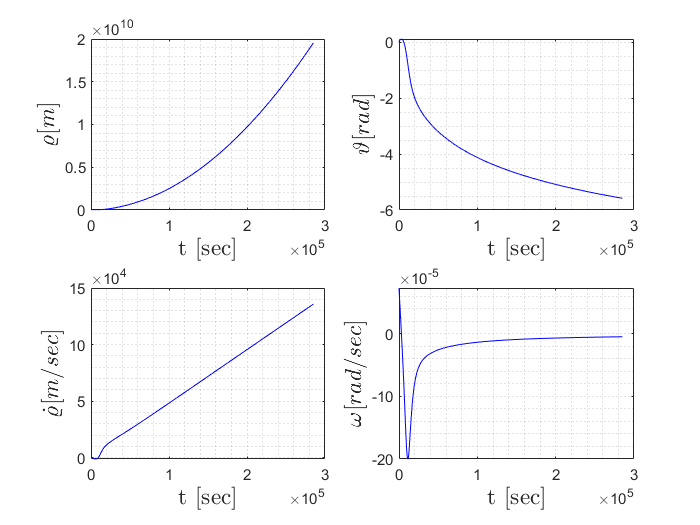 ×10^10
2
1.5
1
0.5
0
ϱ[m]
0 1 2 3
t [sec] ×10^5
0
-2
-4
-6
ϑ[rad]
0 1 2 3
t [sec] ×10^5
×10^4
15
10
5
0
ϱ̇[m/sec]
0 1 2 3
t [sec] ×10^5
×10^-5
0
-10
-20
ω[rad/sec]
0 1 2 3
t [sec] ×10^5